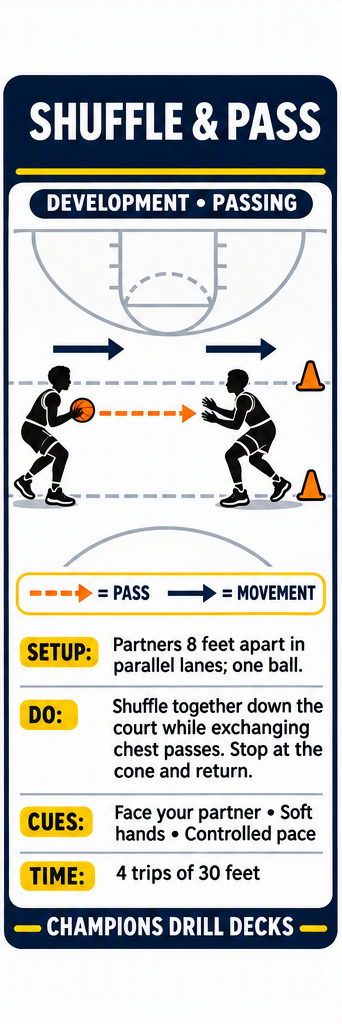 SHUFFLE & PASS
DEVELOPMENT • PASSING
= PASS = MOVEMENT
SETUP: Partners 8 feet apart in
parallel lanes; one ball.
DO: Shuffle together down the
court while exchanging
chest passes. Stop at the
cone and return.
CUES: Face your partner • Soft
hands • Controlled pace
TIME: 4 trips of 30 feet
CHAMPIONS DRILL DECKS